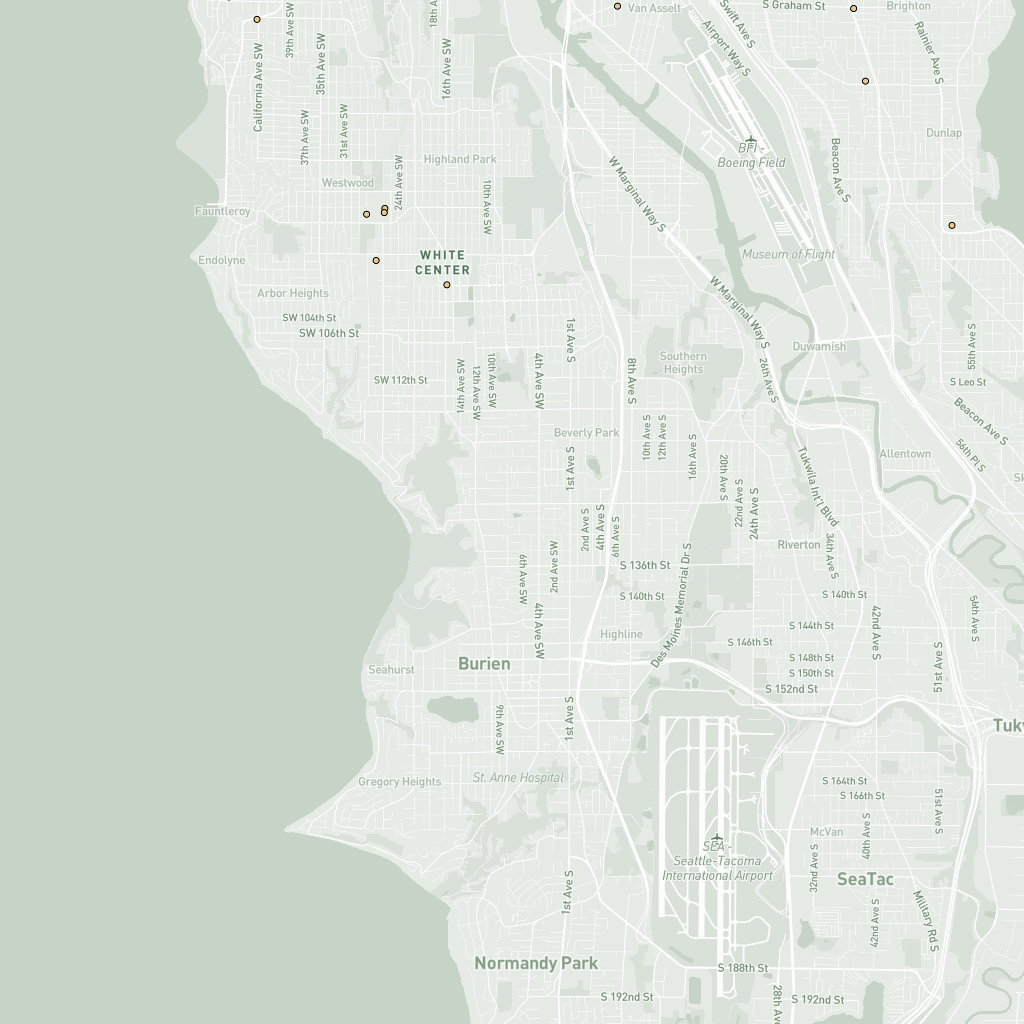 Van Asselt
Swift Ave S
S Graham St
Brighton
39th Ave SW
18th A
Airport Way S
Rainier Ave S
California Ave SW
35th Ave SW
16th Ave SW
37th Ave SW
31st Ave SW
Dunlap
BFI -
Boeing Field
Beacon Ave S
Highland Park
Westwood
24th Ave SW
10th Ave SW
W Marginal Way S
Fauntleroy
Museum of Flight
WHITE
CENTER
Endolyne
Arbor Heights
W Marginal Way S
SW 104th St
SW 106th St
1st Ave S
Duwamish
55th Ave S
Southern
Heights
8th Ave S
26th Ave S
4th Ave SW
10th Ave SW
12th Ave SW
14th Ave SW
SW 112th St
S Leo St
Beacon Ave S
10th Ave S
12th Ave S
Beverly Park
16th Ave S
56th Pl S
Allentown
1st Ave S
20th Ave S
22nd Ave S
24th Ave S
Tukwila Int'l Blvd
Sk
2nd Ave S
4th Ave S
6th Ave S
Riverton
34th Ave S
6th Ave SW
2nd Ave SW
S 136th St
Des Moines Memorial Dr S
S 140th St
S 140th St
4th Ave SW
42nd Ave S
56th Ave S
Highline
S 144th St
S 146th St
S 148th St
S 150th St
51st Ave S
Burien
Seahurst
S 152nd St
9th Ave SW
1st Ave S
Tukw
Gregory Heights
St. Anne Hospital
S 164th St
S 166th St
51st Ave S
McVan
40th Ave S
SEA -
Seattle-Tacoma
International Airport
32nd Ave S
SeaTac
1st Ave S
42nd Ave S
Military Rd S
Normandy Park
S 188th St
S 192nd St
28th Ave
S 192nd St